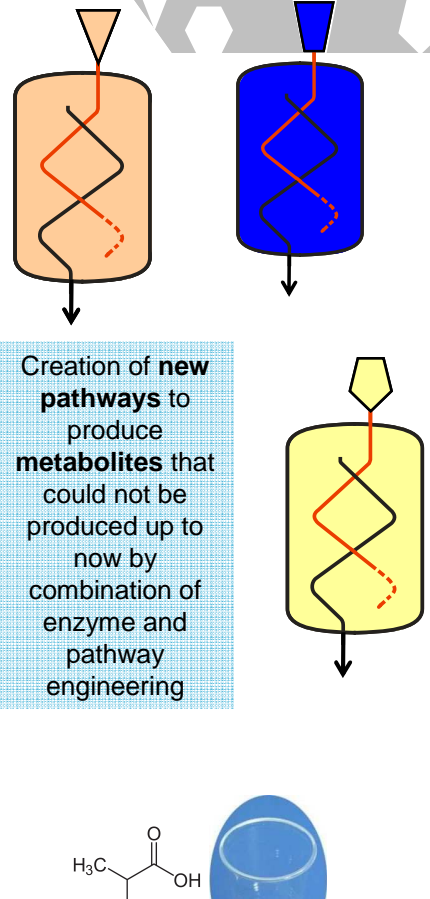 Creation of new
pathways to
produce
metabolites that
could not be
produced up to
now by
combination of
enzyme and
pathway
engineering
O
H₃C
OH